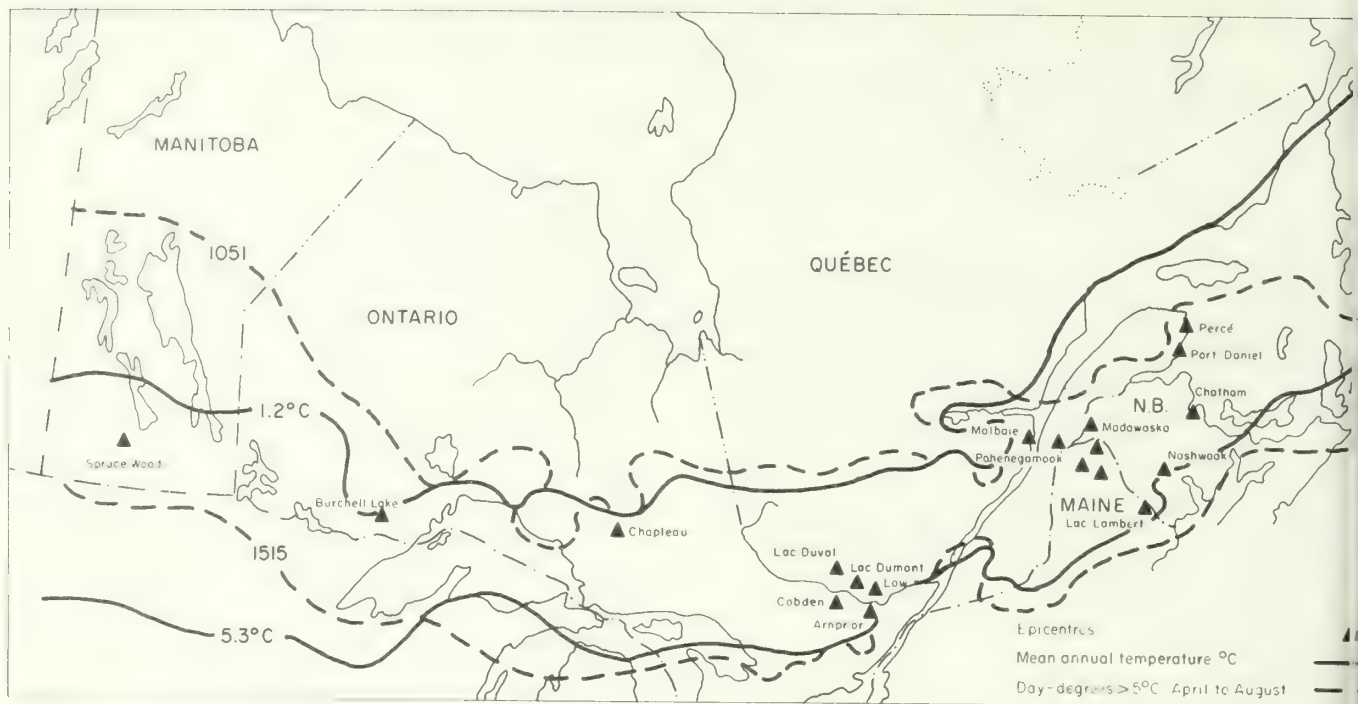 MANITOBA
1051
ONTARIO
QUÉBEC
1.2°C
Spruce Wood
Burchell Lake
1515
5.3°C
Chapleau
Percé
Port Daniel
Chatham
N.B.
Malbaie
Madawaska
Pohenegamook
Nashwaak
MAINE
Lac Lambert
Lac Duval
Lac Dumont
Low
Cobden
Arnprior
Epicentres
Mean annual temperature °C
Day-degrees >5°C April to August